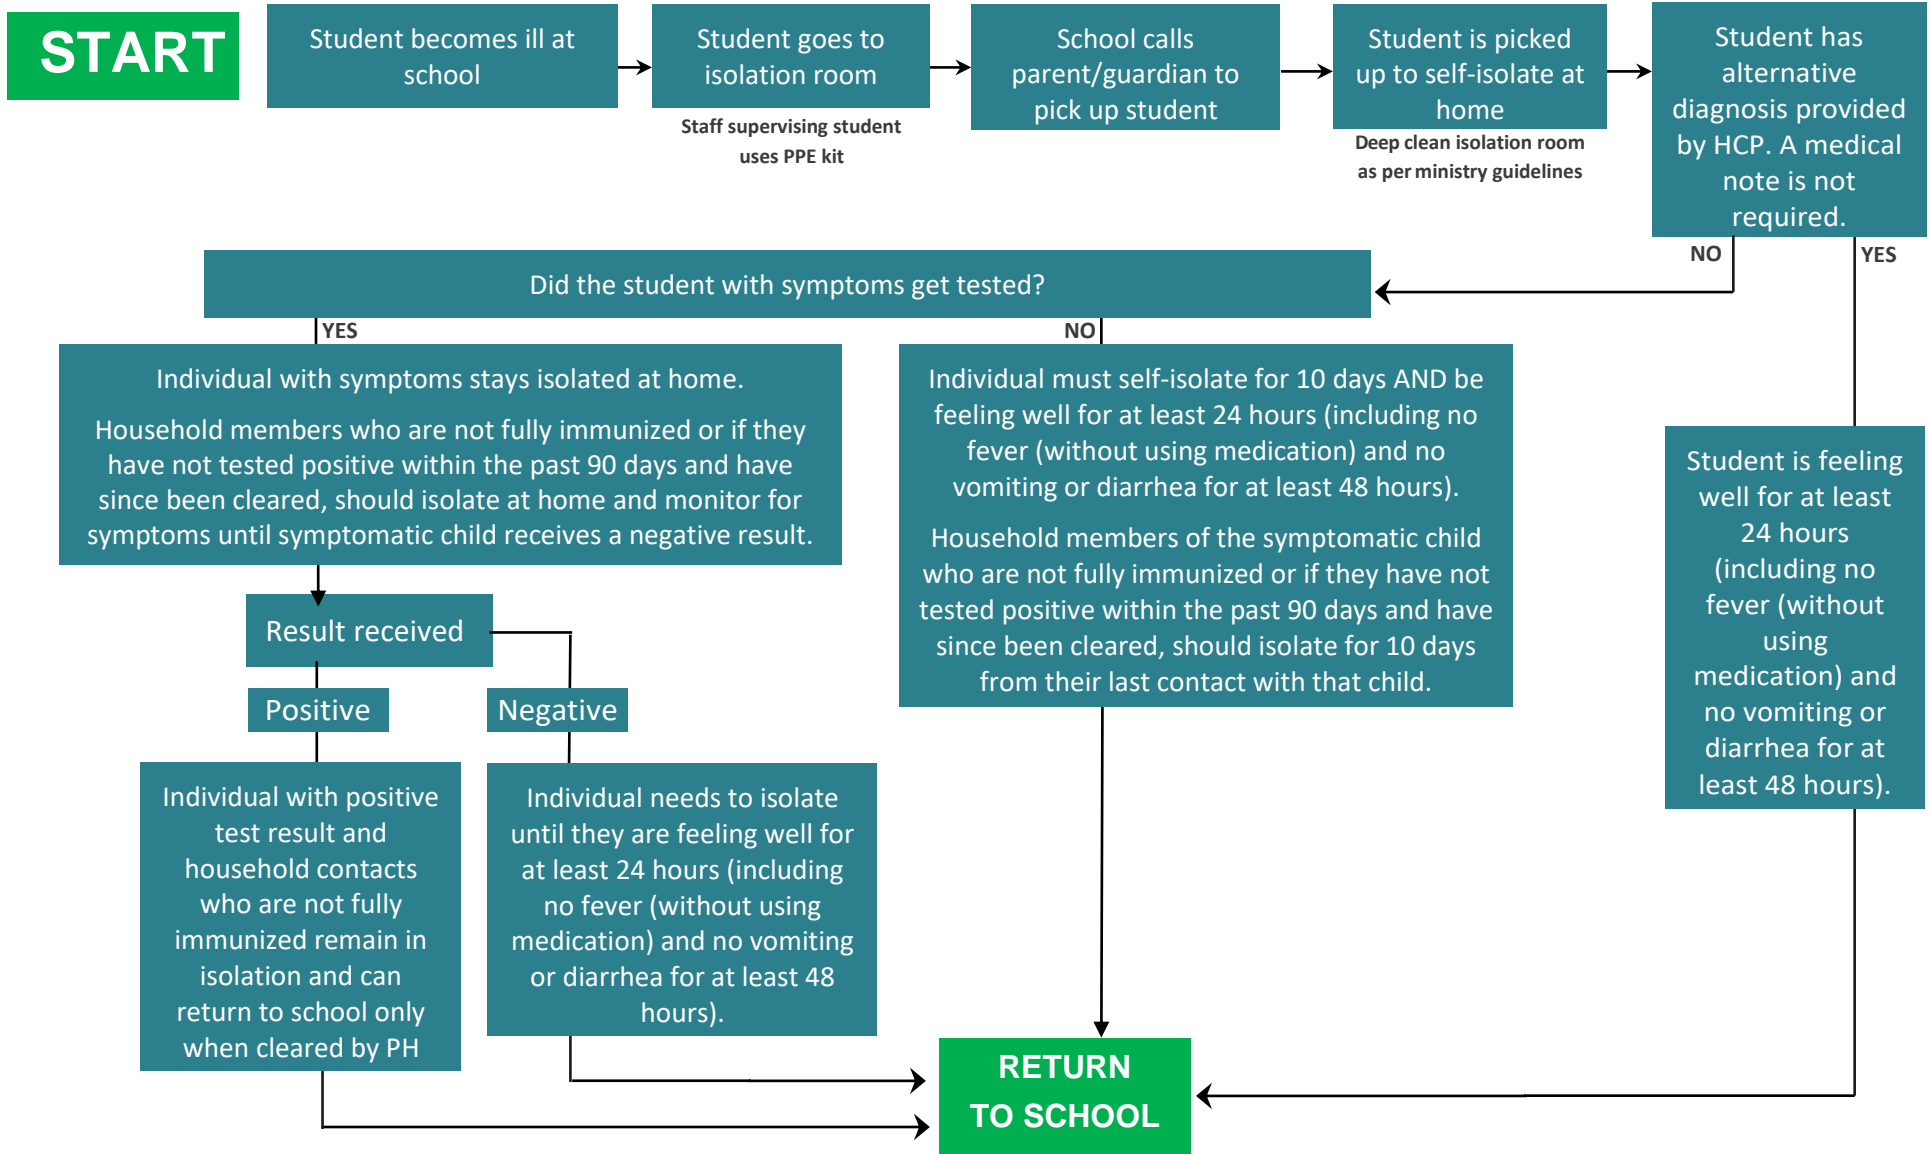 START
Student becomes ill at
school
Student goes to
isolation room
Staff supervising student
uses PPE kit
School calls
parent/guardian to
pick up student
Student is picked
up to self-isolate at
home
Deep clean isolation room
as per ministry guidelines
Student has
alternative
diagnosis provided
by HCP. A medical
note is not
required.
NO
YES
Did the student with symptoms get tested?
YES
NO
Individual with symptoms stays isolated at home.
Household members who are not fully immunized or if they
have not tested positive within the past 90 days and have
since been cleared, should isolate at home and monitor for
symptoms until symptomatic child receives a negative result.
Individual must self-isolate for 10 days AND be
feeling well for at least 24 hours (including no
fever (without using medication) and no
vomiting or diarrhea for at least 48 hours).
Household members of the symptomatic child
who are not fully immunized or if they have not
tested positive within the past 90 days and have
since been cleared, should isolate for 10 days
from their last contact with that child.
Student is feeling
well for at least
24 hours
(including no
fever (without
using
medication) and
no vomiting or
diarrhea for at
least 48 hours).
Result received
Positive
Negative
Individual with positive
test result and
household contacts
who are not fully
immunized remain in
isolation and can
return to school only
when cleared by PH
Individual needs to isolate
until they are feeling well for
at least 24 hours (including
no fever (without using
medication) and no vomiting
or diarrhea for at least 48
hours).
RETURN
TO SCHOOL